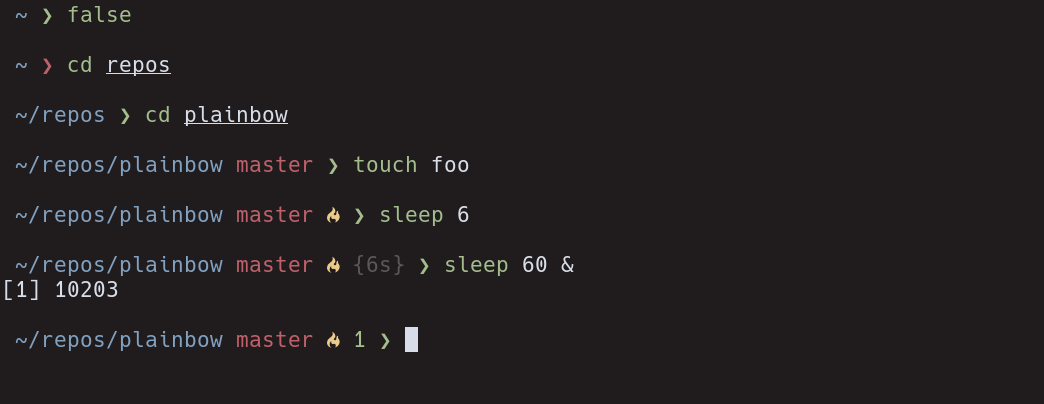 ~ ❯ false
~ ❯ cd repos
~/repos ❯ cd plainbow
~/repos/plainbow master ❯ touch foo
~/repos/plainbow master 🔥 ❯ sleep 6
~/repos/plainbow master 🔥 {6s} ❯ sleep 60 &
[1] 10203
~/repos/plainbow master 🔥 1 ❯